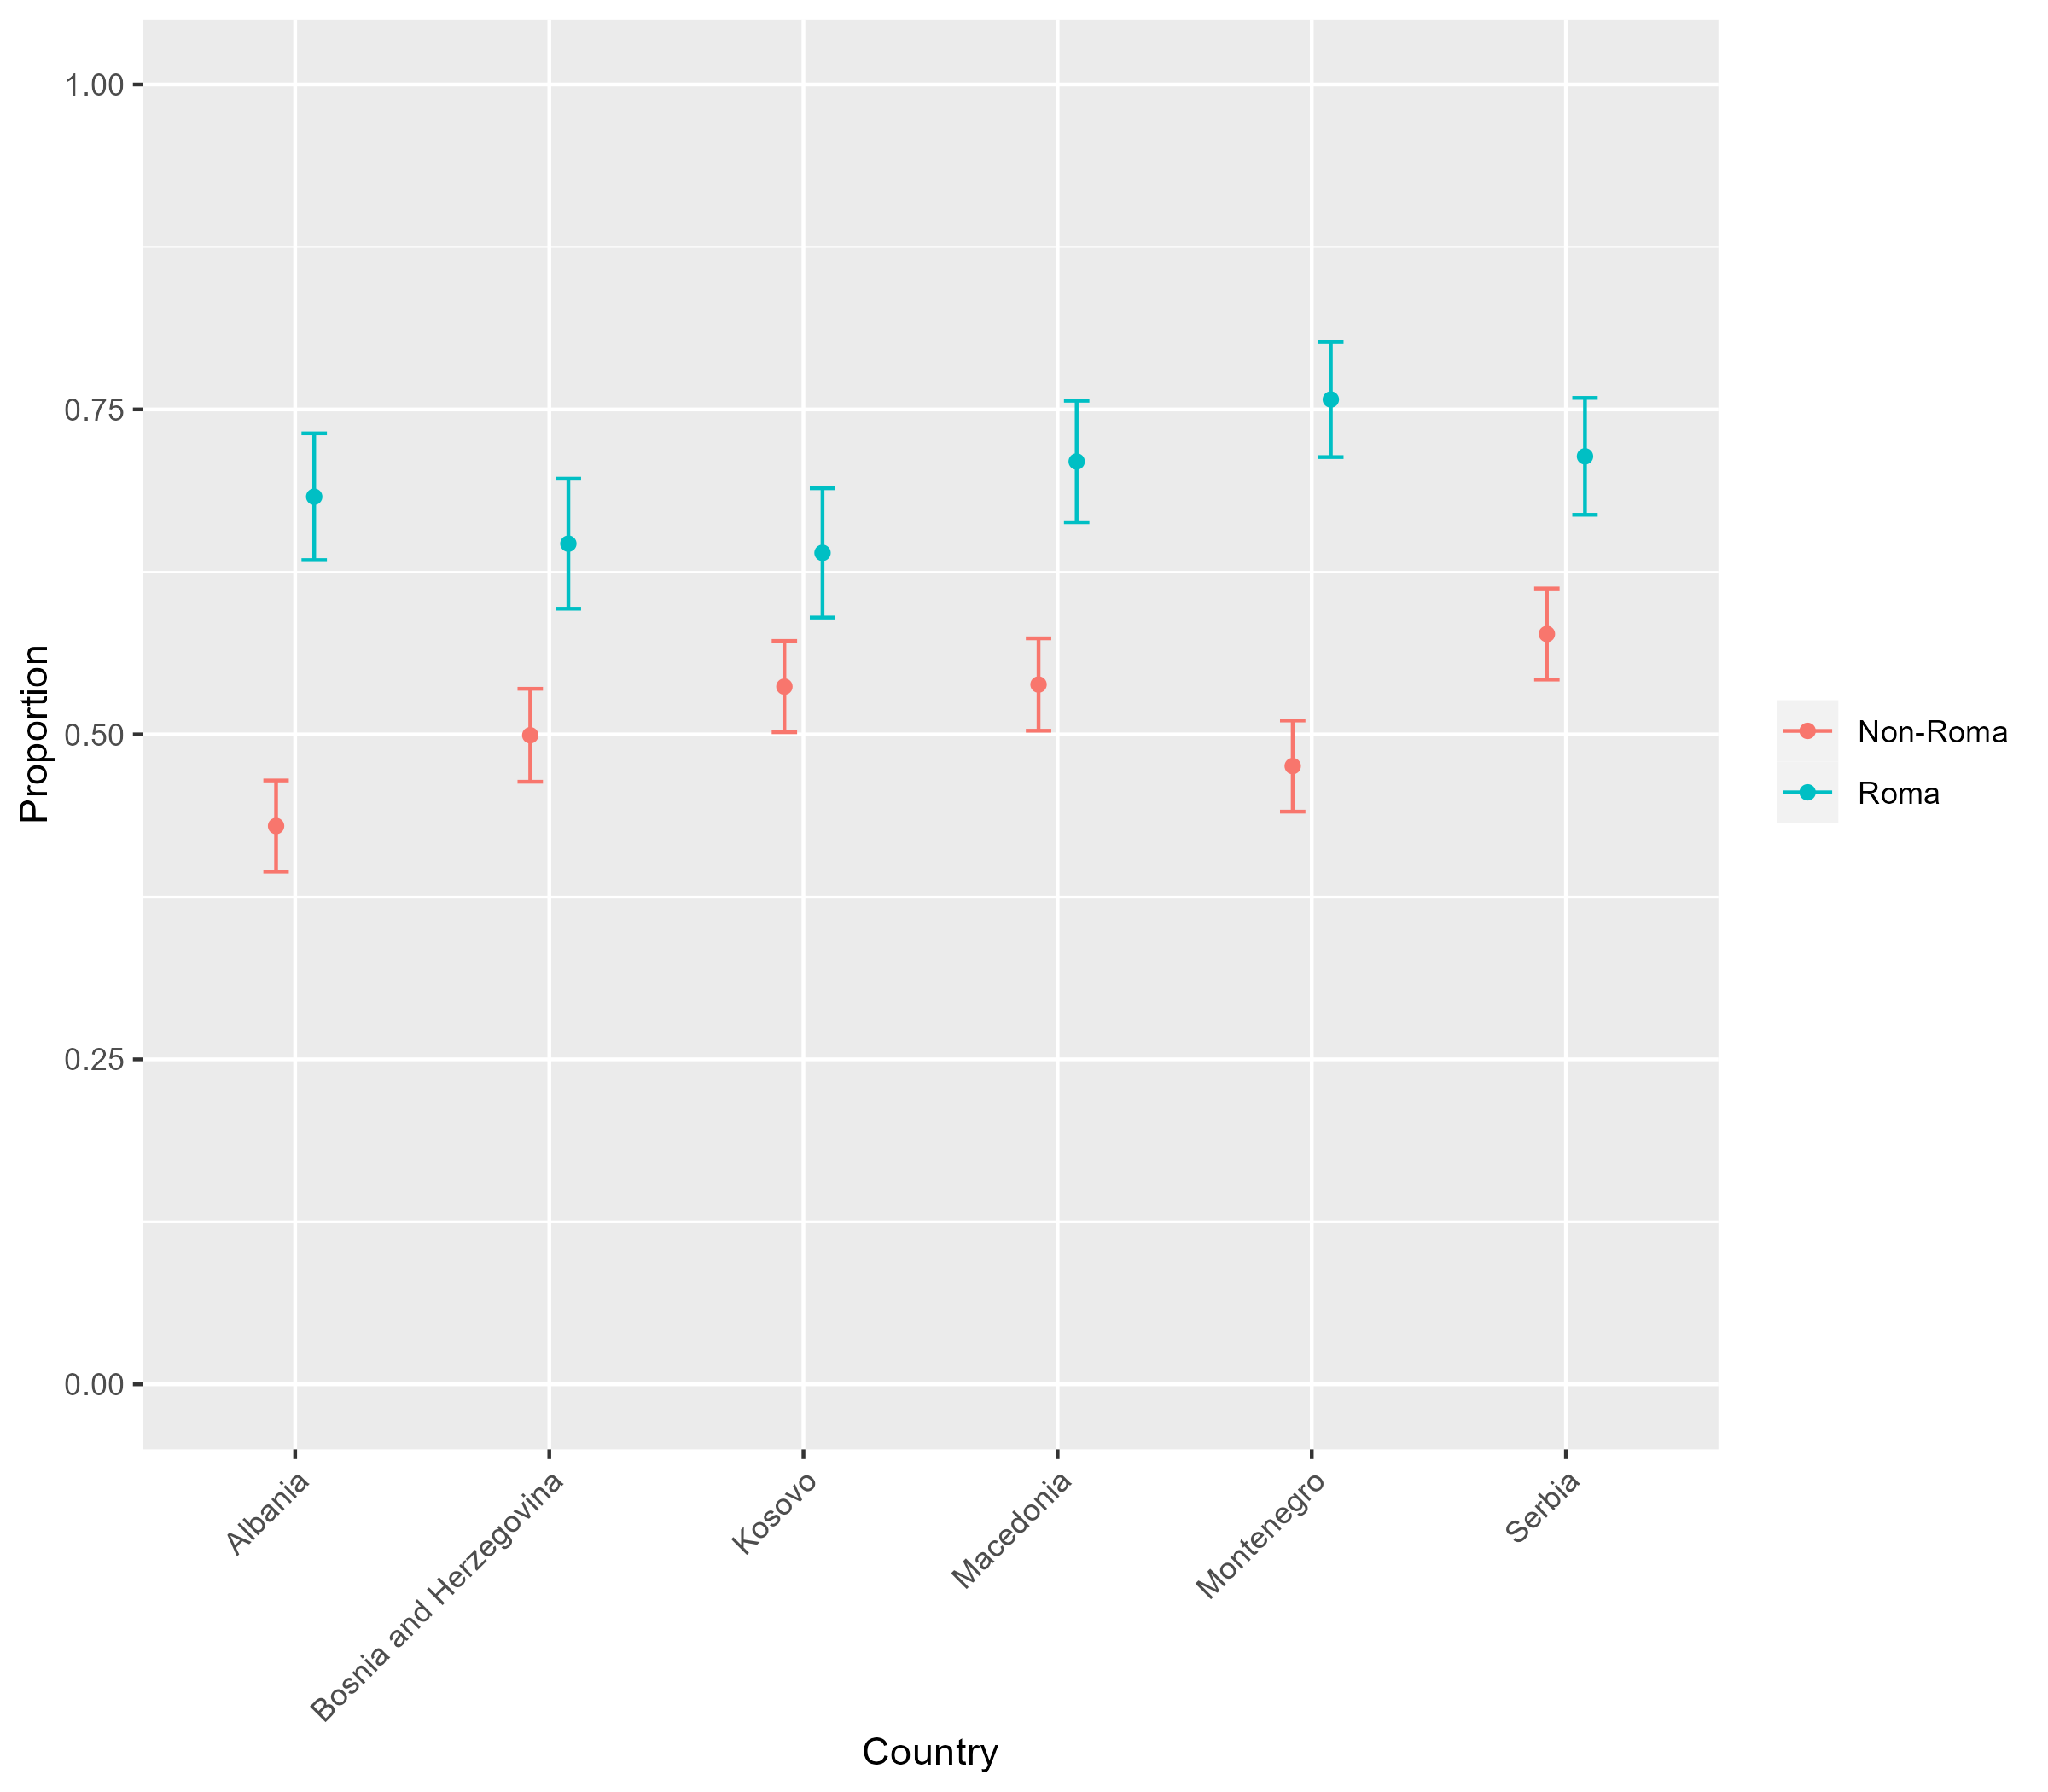 1.00
0.75
0.50
0.25
0.00
Proportion
Albania
Bosnia and Herzegovina
Kosovo
Macedonia
Montenegro
Serbia
Country
Non-Roma
Roma